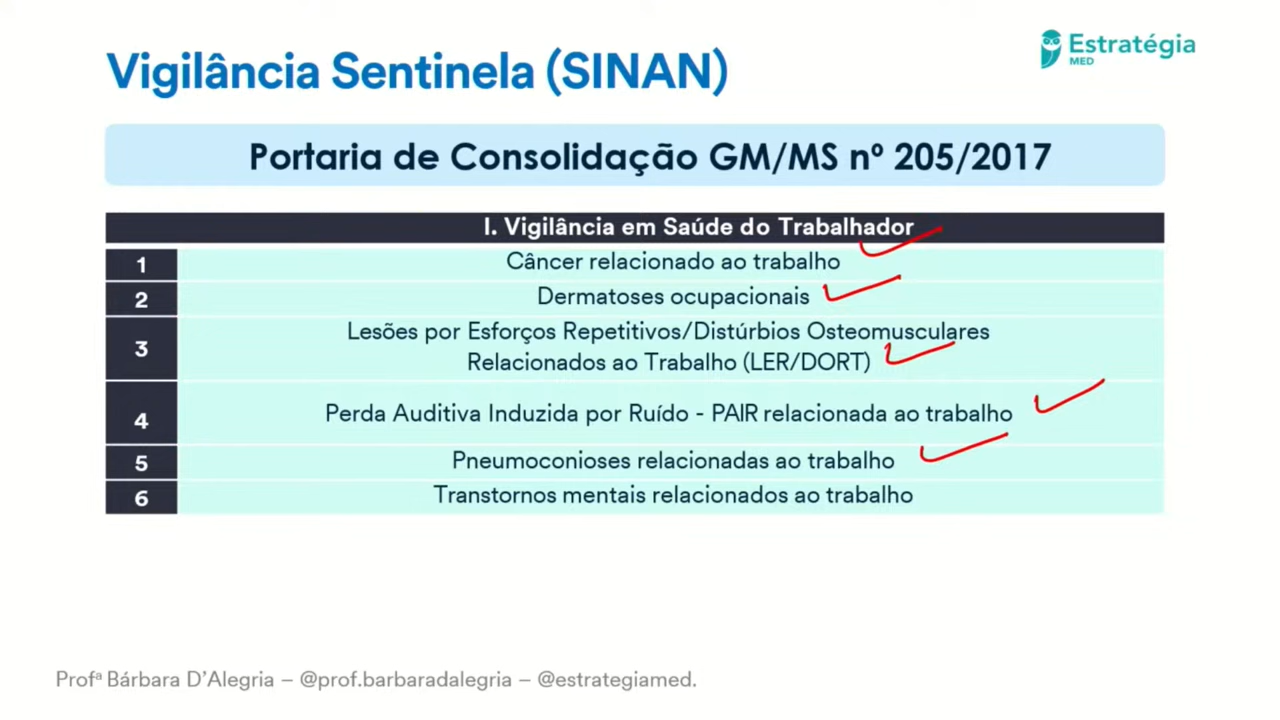 Vigilância Sentinela (SINAN)
Estratégia
MED
Portaria de Consolidação GM/MS nº 205/2017
I. Vigilância em Saúde do Trabalhador
1 Câncer relacionado ao trabalho
2 Dermatoses ocupacionais
3 Lesões por Esforços Repetitivos/Distúrbios Osteomusculares
Relacionados ao Trabalho (LER/DORT)
4 Perda Auditiva Induzida por Ruído - PAIR relacionada ao trabalho
5 Pneumoconioses relacionadas ao trabalho
6 Transtornos mentais relacionados ao trabalho
Profª Bárbara D’Alegria – @prof.barbaradalegria – @estrategiamed.